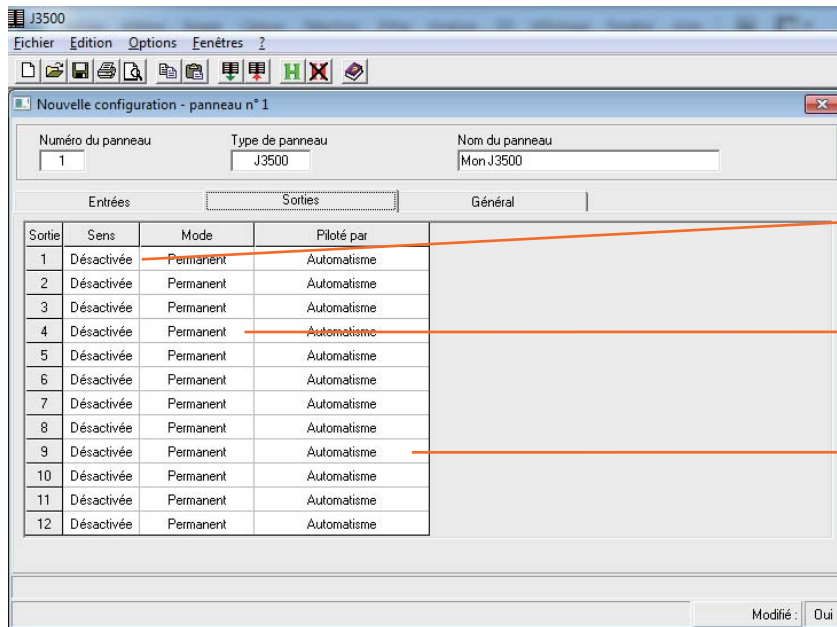 J3500
Fichier Edition Options Fenêtres ?
Nouvelle configuration - panneau n° 1
Numéro du panneau Type de panneau Nom du panneau
1 J3500 Mon J3500
Entrées Sorties Général
Sortie Sens Mode Piloté par
1 Désactivée Permanent Automatisme
2 Désactivée Permanent Automatisme
3 Désactivée Permanent Automatisme
4 Désactivée Permanent Automatisme
5 Désactivée Permanent Automatisme
6 Désactivée Permanent Automatisme
7 Désactivée Permanent Automatisme
8 Désactivée Permanent Automatisme
9 Désactivée Permanent Automatisme
10 Désactivée Permanent Automatisme
11 Désactivée Permanent Automatisme
12 Désactivée Permanent Automatisme
Modifié : Oui